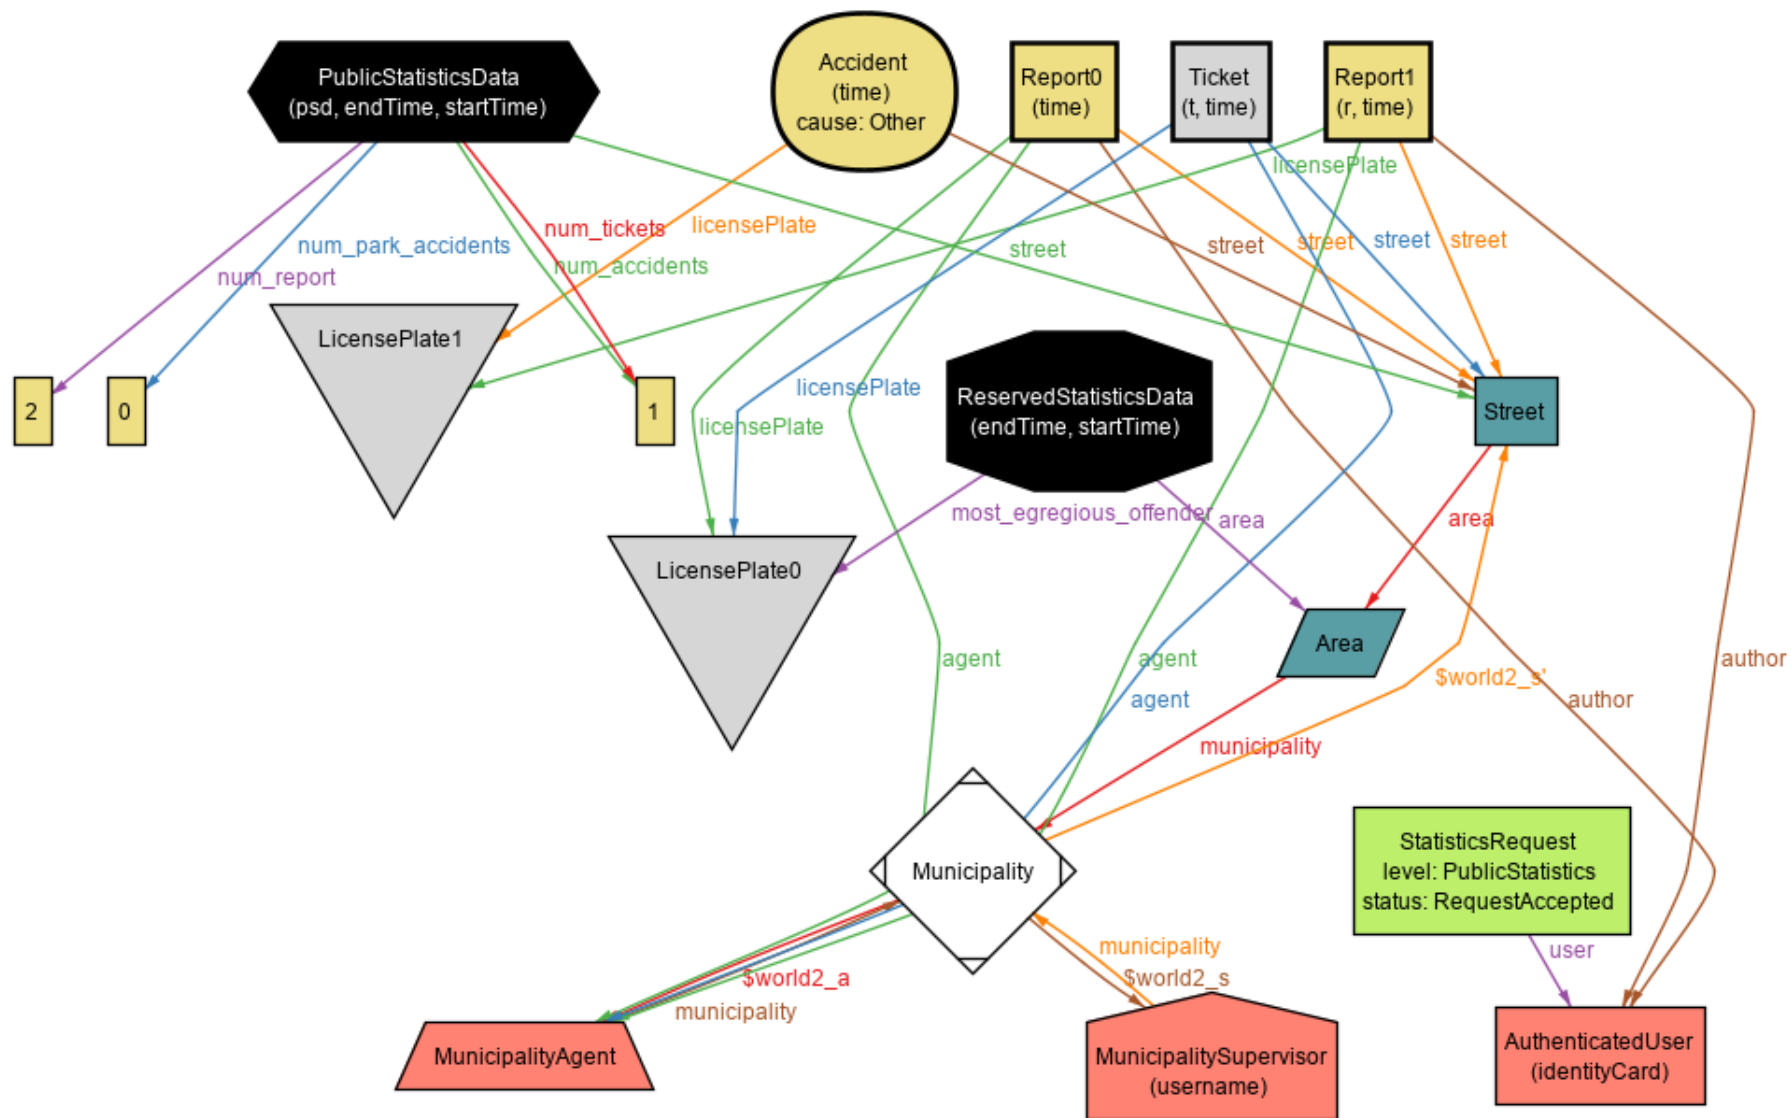 PublicStatisticsData
(psd, endTime, startTime)
Accident
(time)
cause: Other
Report0
(time)
Ticket
(t, time)
Report1
(r, time)
licensePlate
num_tickets
licensePlate
num_park_accidents
street
street
street
street
street
num_report
num_accidents
LicensePlate1
2
0
1
licensePlate
licensePlate
ReservedStatisticsData
(endTime, startTime)
Street
most_egregious_offender
area
area
LicensePlate0
Area
agent
agent
agent
$world2_s'
author
author
municipality
Municipality
StatisticsRequest
level: PublicStatistics
status: RequestAccepted
municipality
user
$world2_a
$world2_s
municipality
MunicipalityAgent
MunicipalitySupervisor
(username)
AuthenticatedUser
(identityCard)